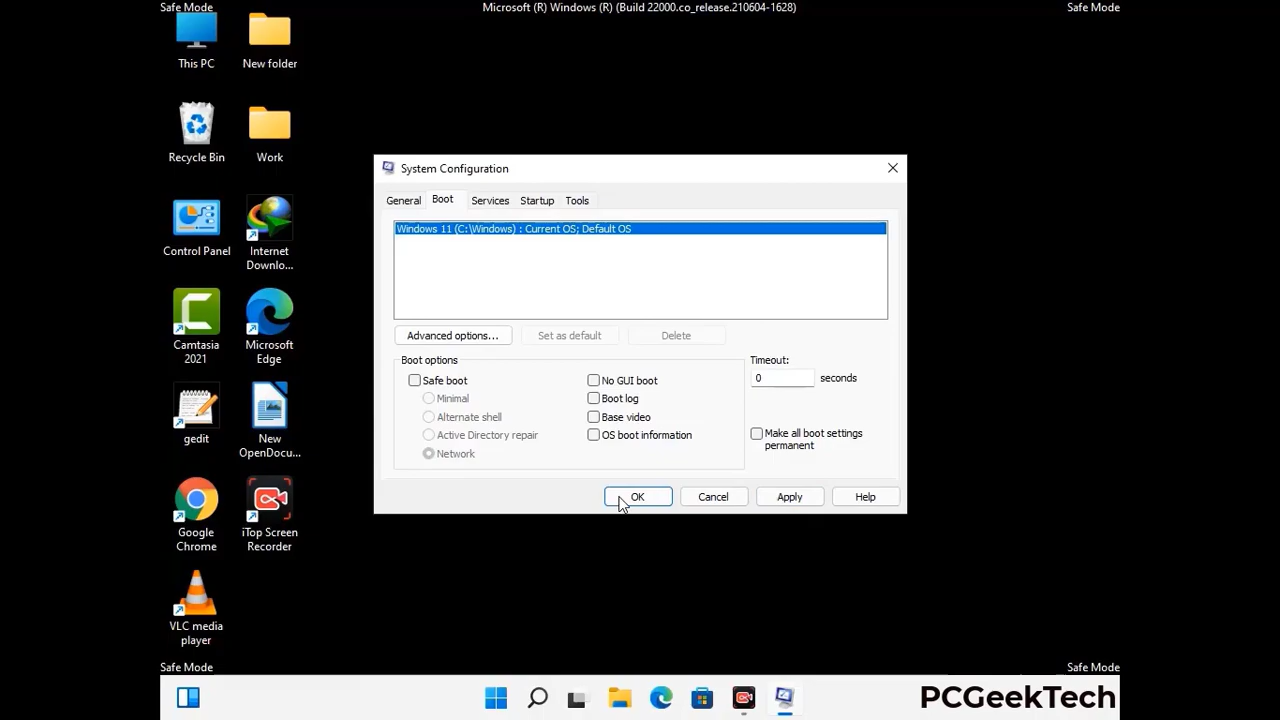 Safe Mode
Microsoft (R) Windows (R) (Build 22000.co_release.210604-1628)
Safe Mode
This PC
New folder
Recycle Bin
Work
Control Panel
Internet
Downlo...
Camtasia
2021
Microsoft
Edge
gedit
New
OpenDocu...
Google
Chrome
iTop Screen
Recorder
VLC media
player
System Configuration
General
Boot
Services
Startup
Tools
Windows 11 (C:\Windows) : Current OS; Default OS
Advanced options...
Set as default
Delete
Boot options
Safe boot
Minimal
Alternate shell
Active Directory repair
Network
No GUI boot
Boot log
Base video
OS boot information
Timeout:
0 seconds
Make all boot settings
permanent
OK
Cancel
Apply
Help
Safe Mode
Safe Mode
PCGeekTech